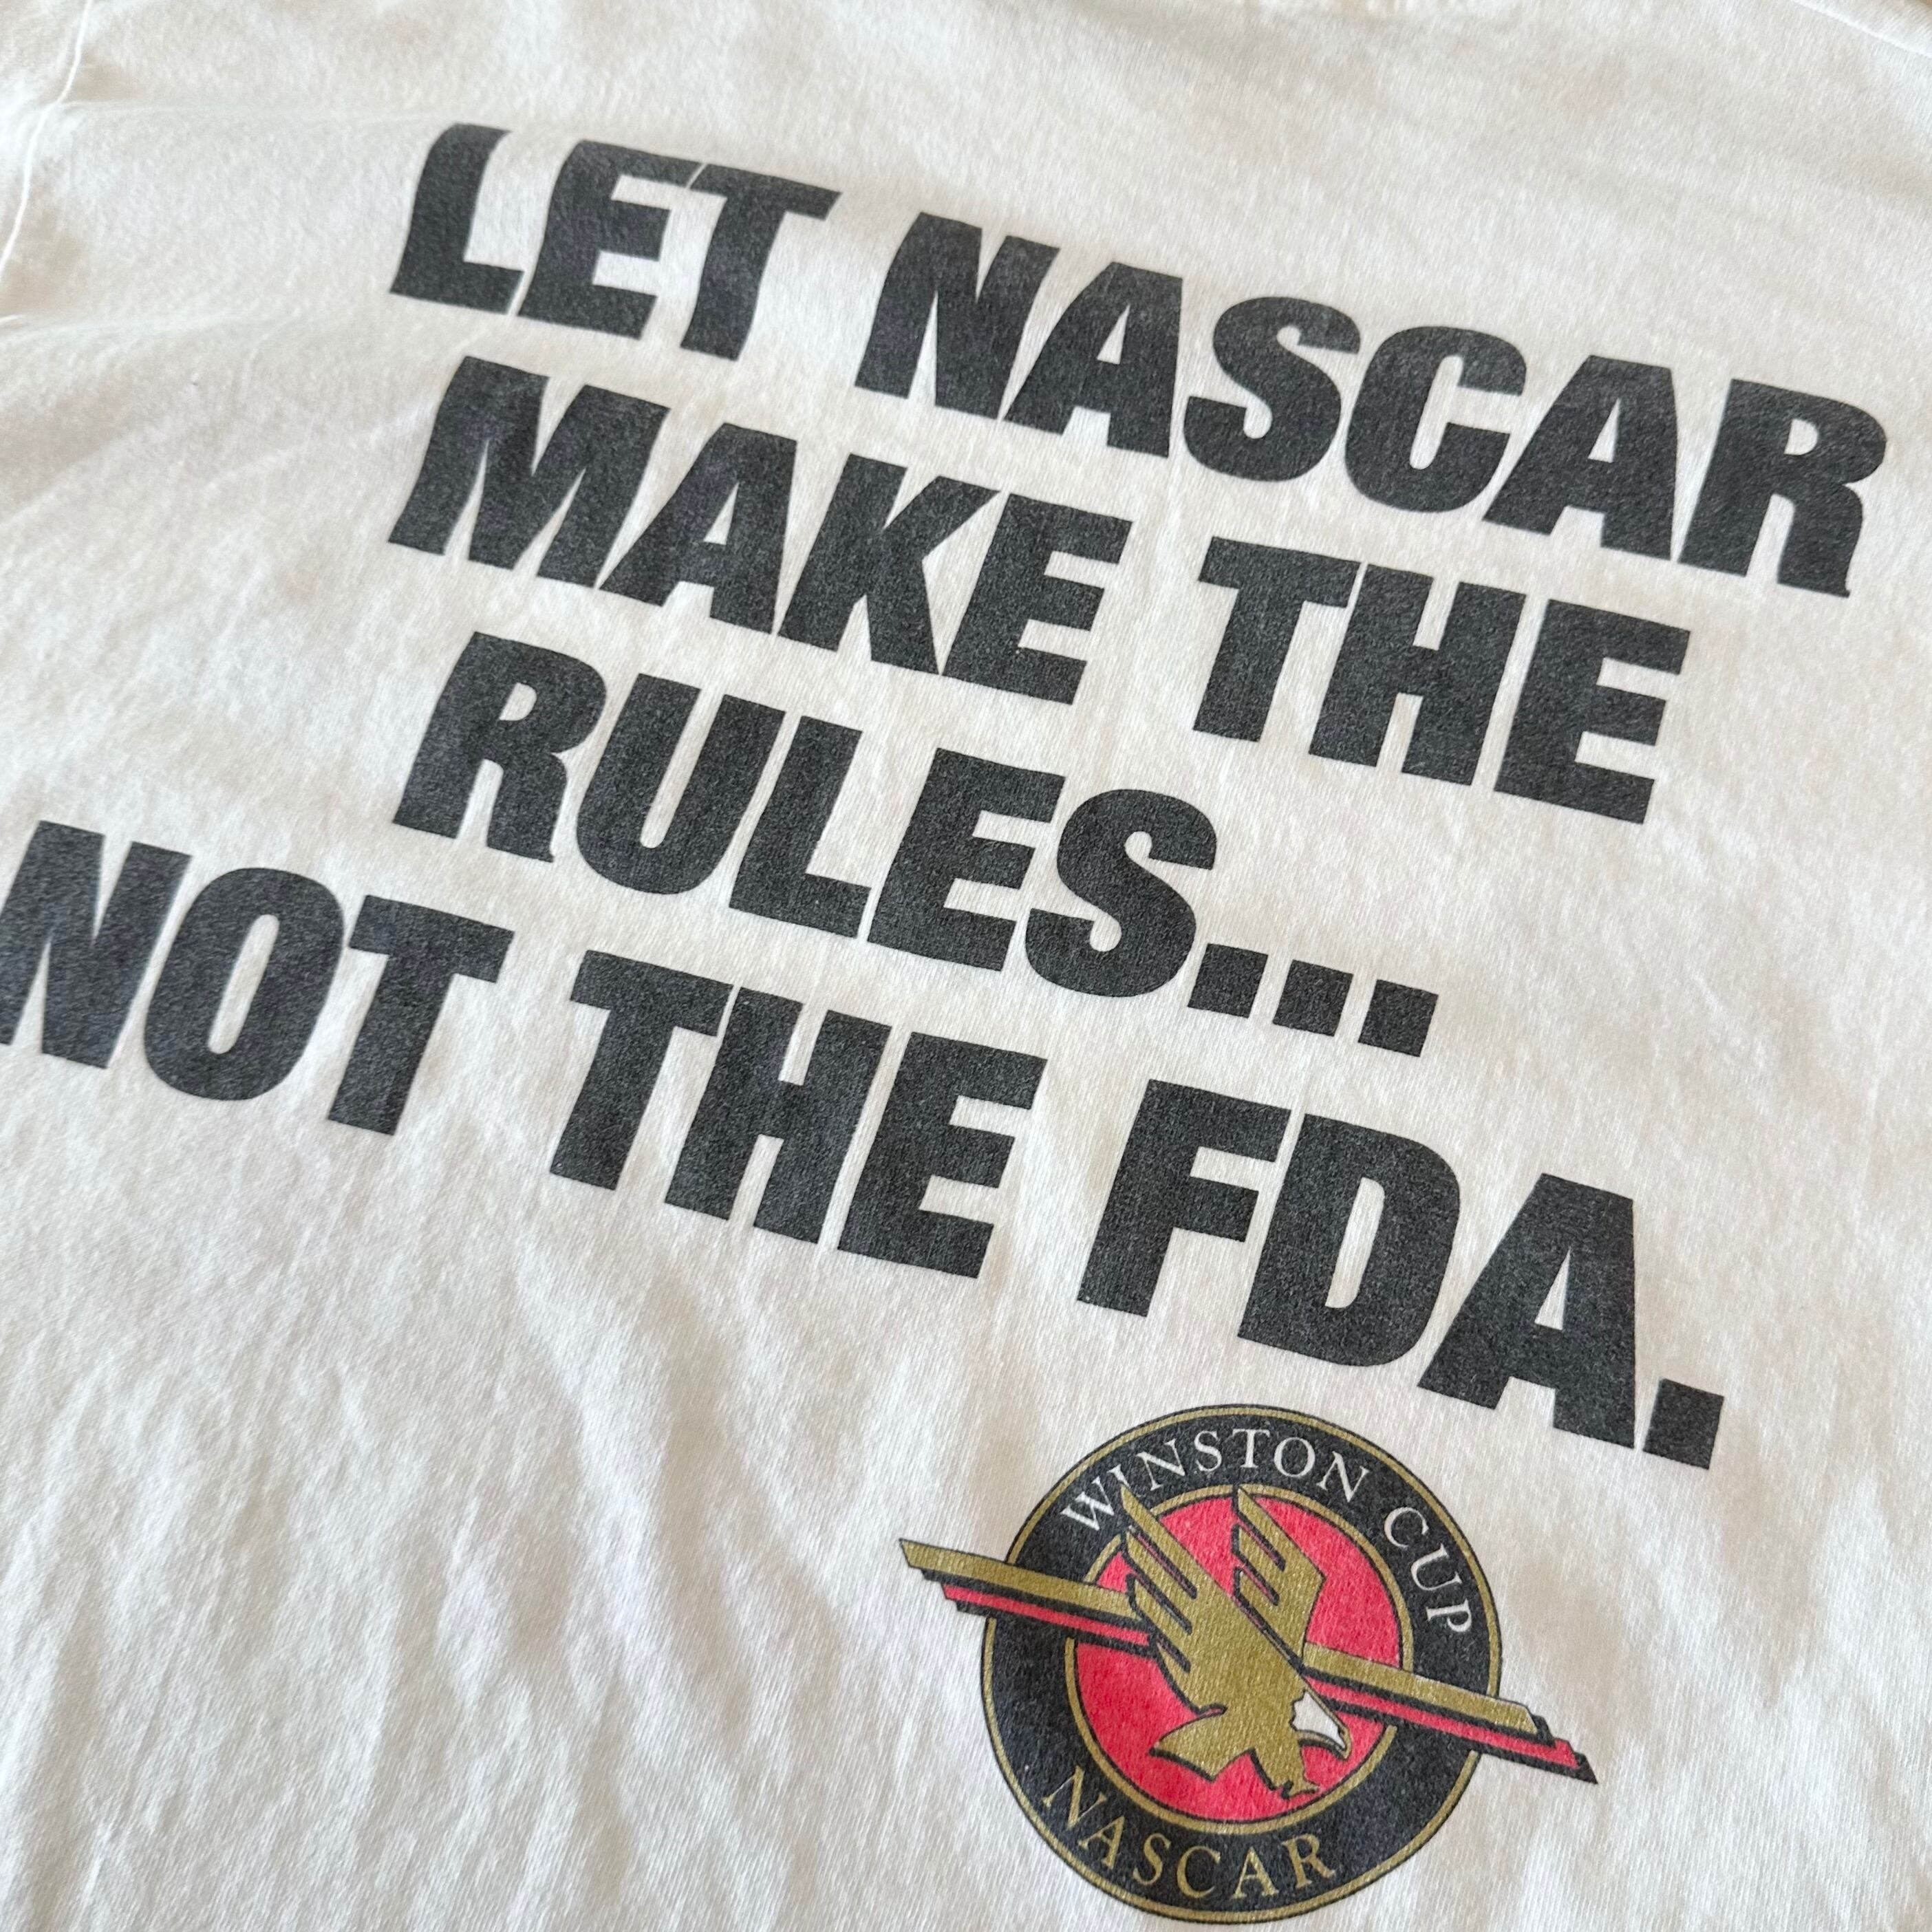 LET NASCAR
MAKE THE
RULES...
NOT THE FDA.
WINSTON CUP
NASCAR